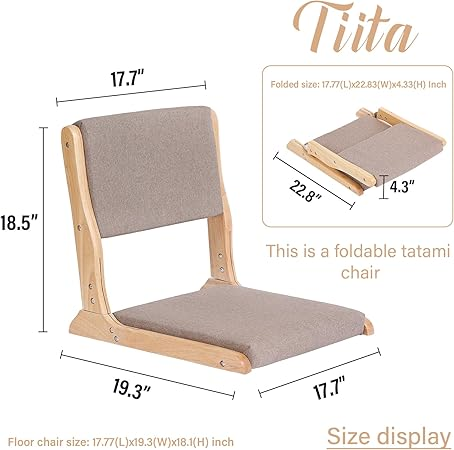 Tiita
17.7"
Folded size: 17.77(L)x22.83(W)x4.33(H) Inch
22.8"
4.3"
18.5"
This is a foldable tatami
chair
19.3"
17.7"
Floor chair size: 17.77(L)x19.3(W)x18.1(H) inch
Size display